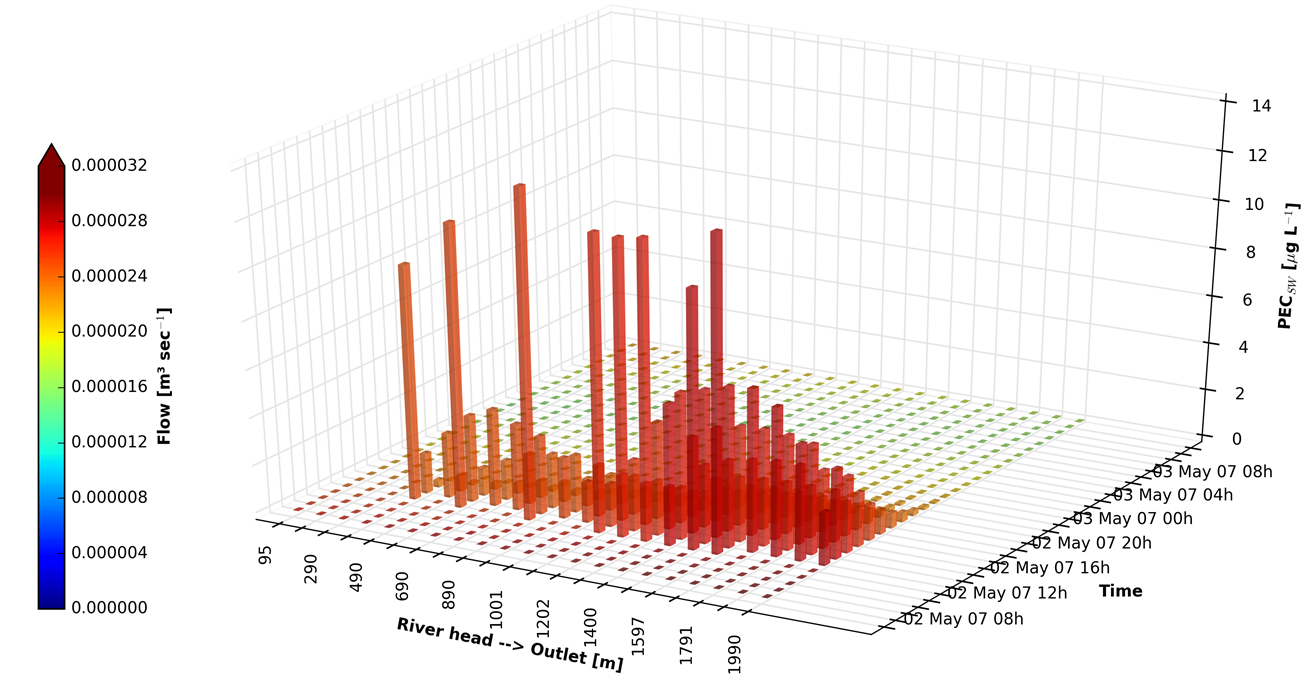 0.000032
0.000028
0.000024
0.000020
0.000016
0.000012
0.000008
0.000004
0.000000
Flow [m³ sec⁻¹]
95
290
490
690
890
1001
1202
1400
1597
1791
1990
River head --> Outlet [m]
02 May 07 08h
02 May 07 12h
02 May 07 16h
02 May 07 20h
03 May 07 00h
03 May 07 04h
03 May 07 08h
Time
14
12
10
8
6
4
2
0
PEC_SW [μg L⁻¹]